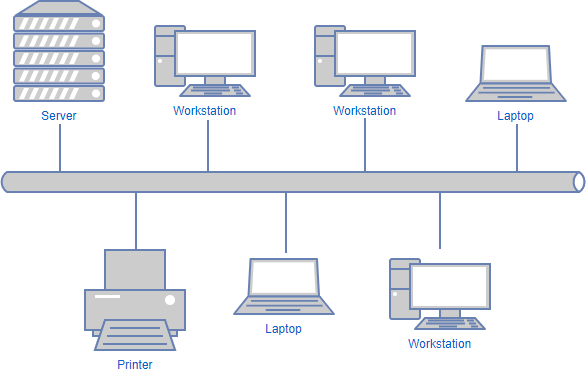 Server
Workstation
Workstation
Laptop
Printer
Laptop
Workstation